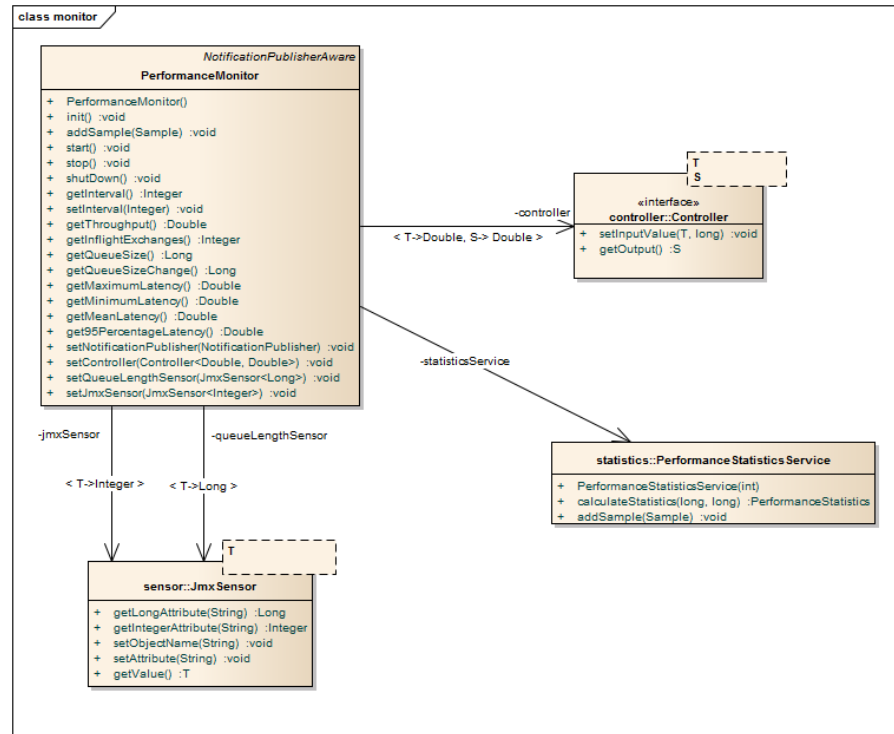 class monitor
NotificationPublisherAware
PerformanceMonitor
+ PerformanceMonitor()
+ init() :void
+ addSample(Sample) :void
+ start() :void
+ stop() :void
+ shutDown() :void
+ getInterval() :Integer
+ setInterval(Integer) :void
+ getThroughput() :Double
+ getInflightExchanges() :Integer
+ getQueueSize() :Long
+ getQueueSizeChange() :Long
+ getMaximumLatency() :Double
+ getMinimumLatency() :Double
+ getMeanLatency() :Double
+ get95PercentageLatency() :Double
+ setNotificationPublisher(NotificationPublisher) :void
+ setController(Controller<Double, Double>) :void
+ setQueueLengthSensor(JmxSensor<Long>) :void
+ setJmxSensor(JmxSensor<Integer>) :void
-controller
< T->Double, S-> Double >
T
S
«interface»
controller::Controller
+ setInputValue(T, long) :void
+ getOutput() :S
-statisticsService
statistics::PerformanceStatisticsService
+ PerformanceStatisticsService(int)
+ calculateStatistics(long, long) :PerformanceStatistics
+ addSample(Sample) :void
-jmxSensor
-queueLengthSensor
< T->Integer >
< T->Long >
T
sensor::JmxSensor
+ getLongAttribute(String) :Long
+ getIntegerAttribute(String) :Integer
+ setObjectName(String) :void
+ setAttribute(String) :void
+ getValue() :T